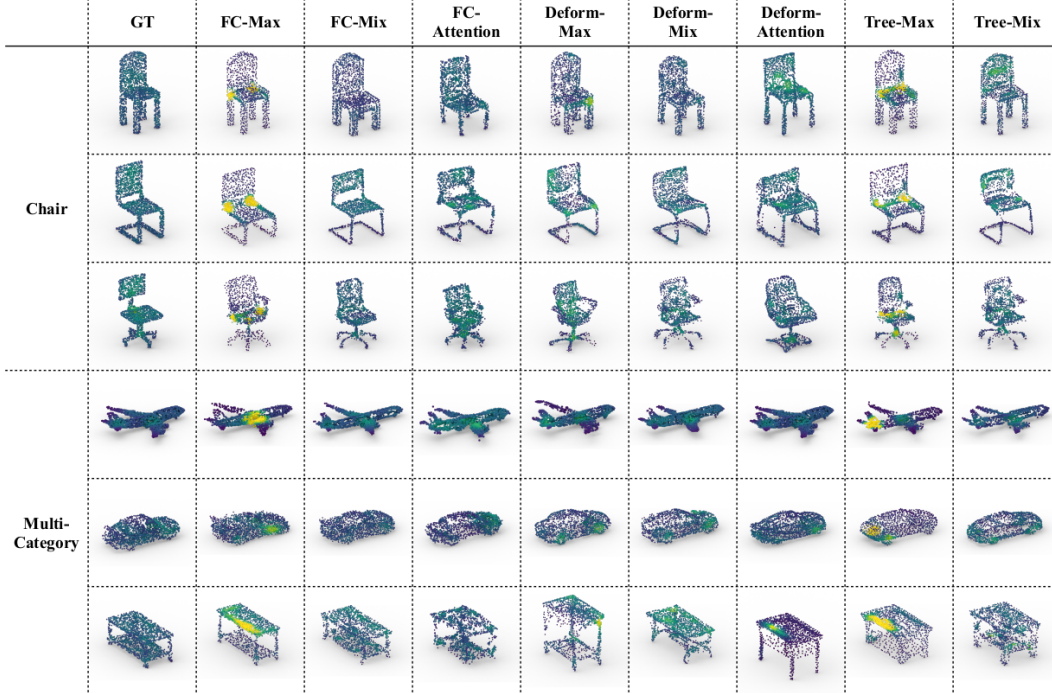 GT
FC-Max
FC-Mix
FC-
Attention
Deform-
Max
Deform-
Mix
Deform-
Attention
Tree-Max
Tree-Mix
Chair
Multi-
Category